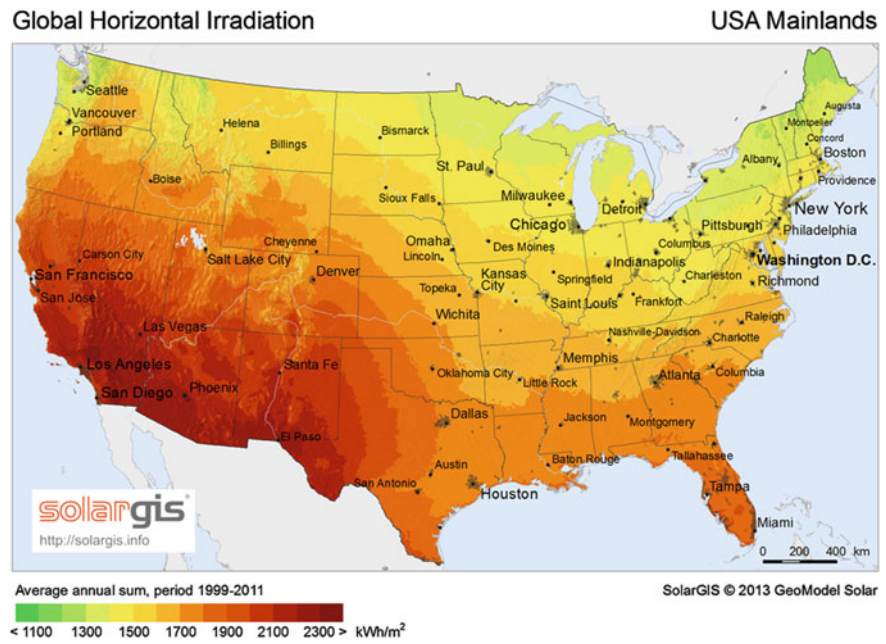 Global Horizontal Irradiation
USA Mainlands
Seattle
Vancouver
Portland
Helena
Billings
Bismarck
St. Paul
Augusta
Montpelier
Concord
Albany
Boston
Providence
Boise
Sioux Falls
Milwaukee
Detroit
New York
Chicago
Pittsburgh
Philadelphia
Cheyenne
Omaha
Lincoln
Des Moines
Columbus
Indianapolis
Washington D.C.
Carson City
Salt Lake City
Denver
Springfield
Charleston
Richmond
San Francisco
San Jose
Topeka
Kansas
City
Saint Louis
Frankfort
Las Vegas
Wichita
Raleigh
Nashville-Davidson
Charlotte
Los Angeles
Santa Fe
Oklahoma City
Memphis
Little Rock
Atlanta
Columbia
San Diego
Phoenix
Dallas
Jackson
Montgomery
El Paso
Austin
Baton Rouge
Tallahassee
San Antonio
Houston
Tampa
Miami
solargis
http://solargis.info
0 200 400 km
Average annual sum, period 1999-2011
SolarGIS © 2013 GeoModel Solar
< 1100 1300 1500 1700 1900 2100 2300 > kWh/m²